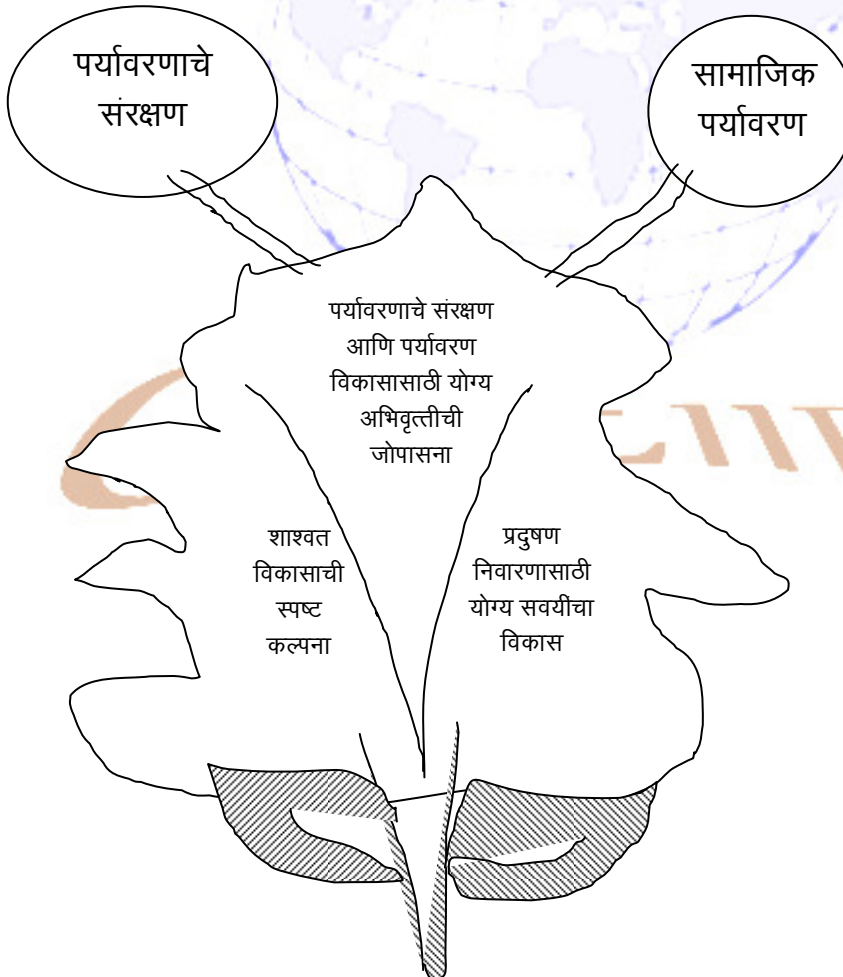 पर्यावरणाचे
संरक्षण
सामाजिक
पर्यावरण
पर्यावरणाचे संरक्षण
आणि पर्यावरण
विकासासाठी योग्य
अभिवृत्तीची
जोपासना
शाश्वत
विकासाची
स्पष्ट
कल्पना
प्रदुषण
निवारणासाठी
योग्य सवयींचा
विकास